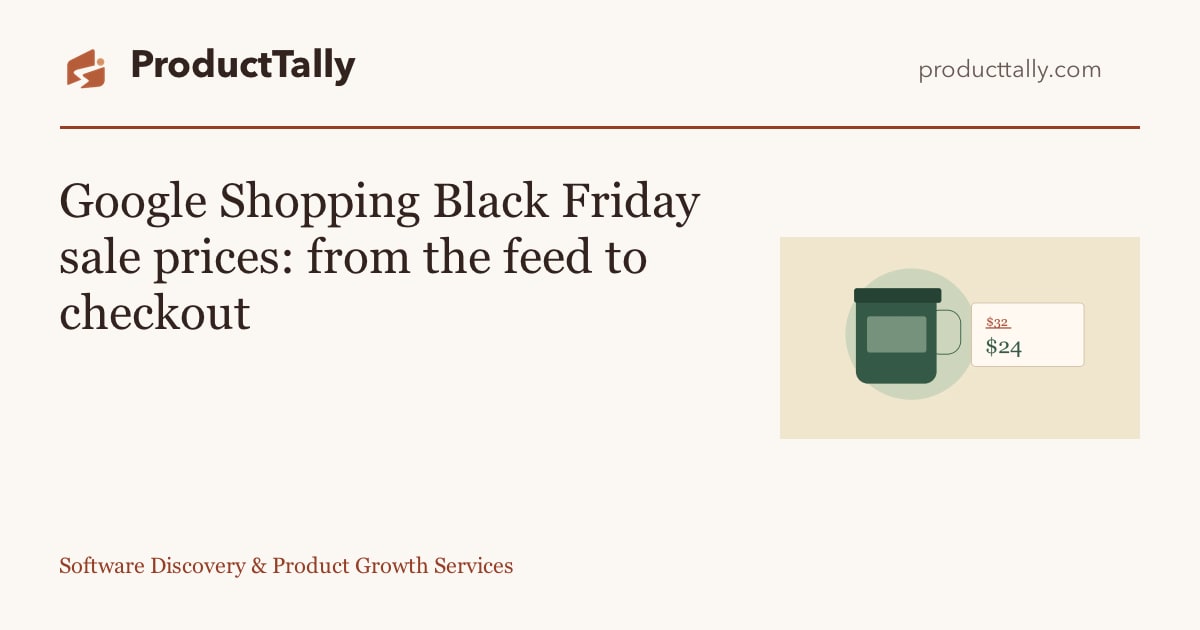 ProductTally
producttally.com
Google Shopping Black Friday
sale prices: from the feed to
checkout
$32
$24
Software Discovery & Product Growth Services